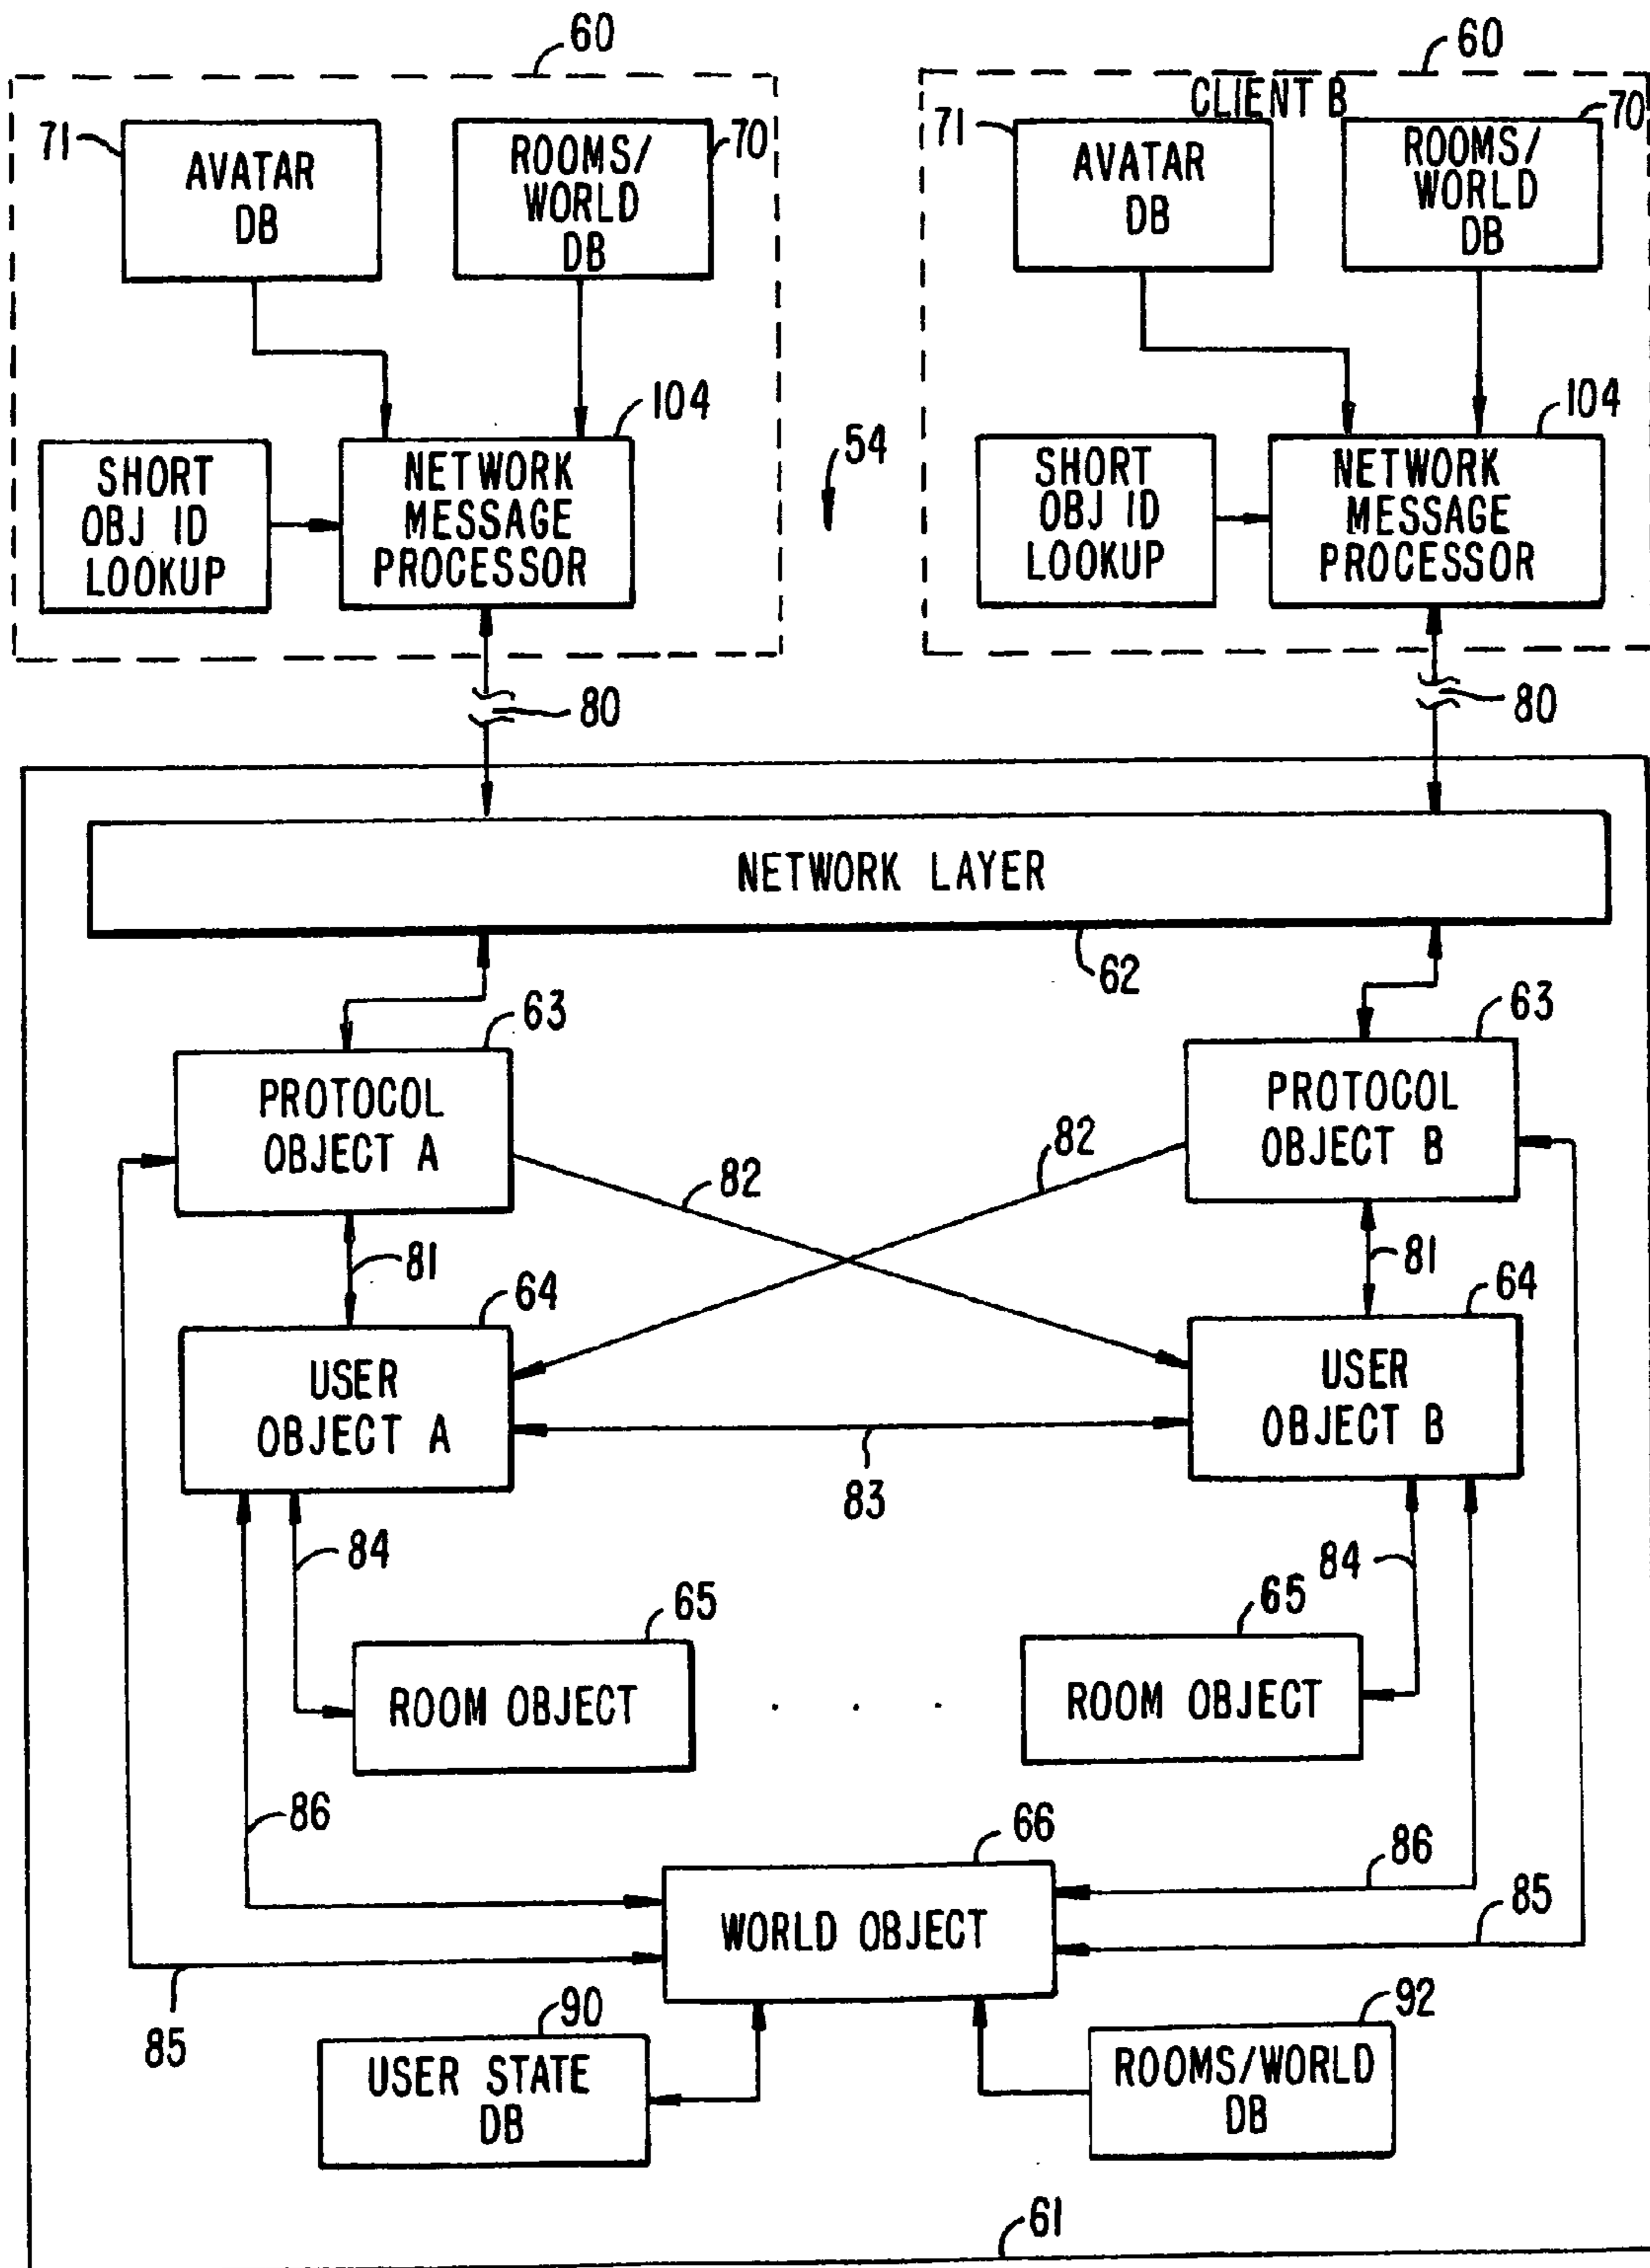 60
60
CLIENT B
71
AVATAR
DB
ROOMS/
WORLD
DB
70
71
AVATAR
DB
ROOMS/
WORLD
DB
70
104
SHORT
OBJ ID
LOOKUP
NETWORK
MESSAGE
PROCESSOR
54
104
SHORT
OBJ ID
LOOKUP
NETWORK
MESSAGE
PROCESSOR
80
80
NETWORK LAYER
62
63
63
PROTOCOL
OBJECT A
PROTOCOL
OBJECT B
82
82
81
81
64
64
USER
OBJECT A
USER
OBJECT B
83
84
84
65
65
ROOM OBJECT
. . .
ROOM OBJECT
86
66
86
WORLD OBJECT
85
85
90
92
USER STATE
DB
ROOMS/WORLD
DB
61